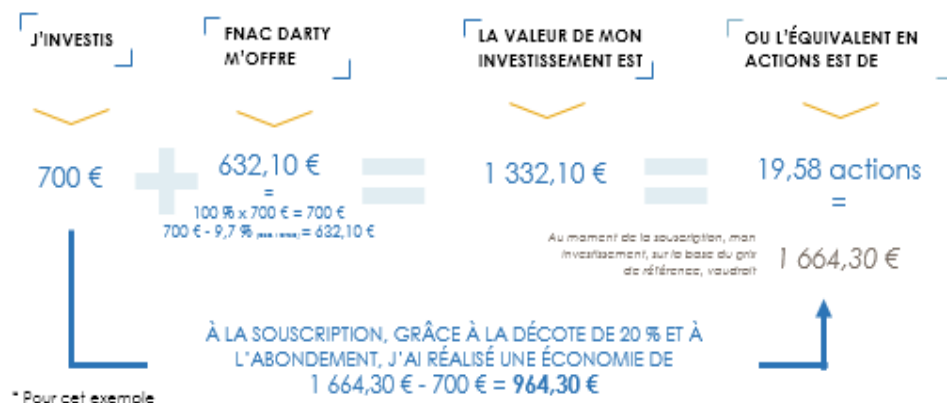 J'INVESTIS
FNAC DARTY
M'OFFRE
LA VALEUR DE MON
INVESTISSEMENT EST
OU L'ÉQUIVALENT EN
ACTIONS EST DE
700 €
+
632,10 €
=
100 % x 700 € = 700 €
700 € - 9,7 % = 632,10 €
=
1 332,10 €
=
19,58 actions
=
Au moment de la souscription, mon
investissement, sur la base du prix
de référence, vaudrait
1 664,30 €
À LA SOUSCRIPTION, GRÂCE À LA DÉCOTE DE 20 % ET À
L'ABONDEMENT, J'AI RÉALISÉ UNE ÉCONOMIE DE
1 664,30 € - 700 € = 964,30 €
* Pour cet exemple